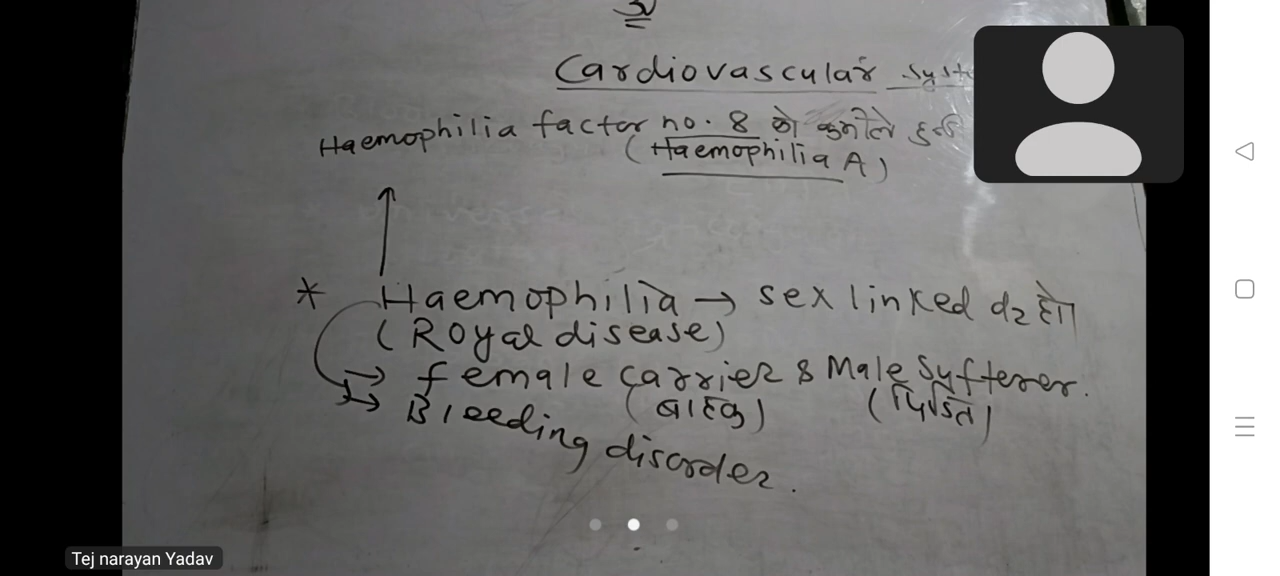 Cardiovascular
Haemophilia factor no. 8 को कमीले
(Haemophilia A)
* Haemophilia → sex linked dz हो
(Royal disease)
→ female carrier & Male Sufferer.
(बाहक) (पिडित)
→ Bleeding disorder.
Tej narayan Yadav